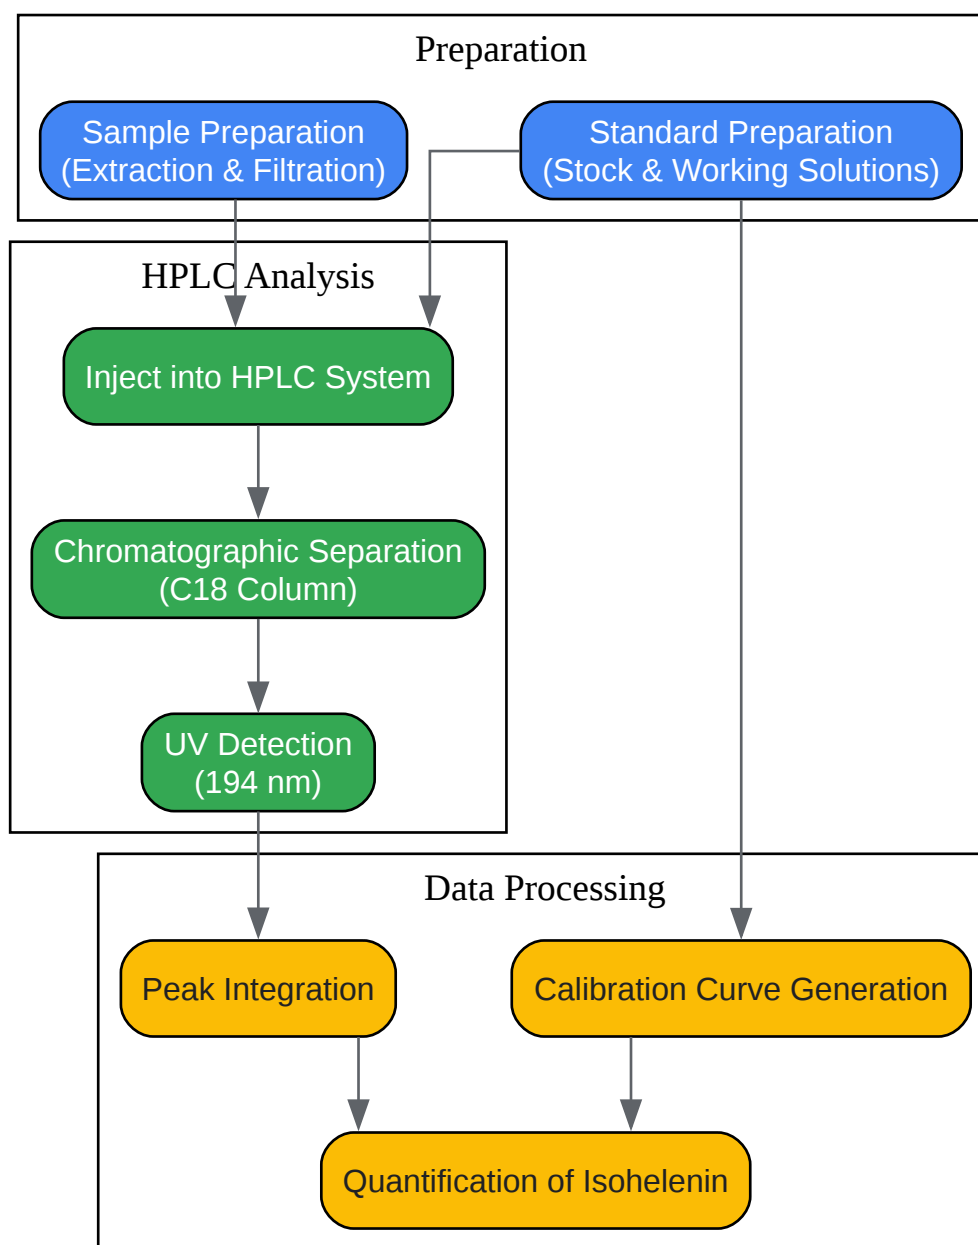 Preparation
Sample Preparation
(Extraction & Filtration)
Standard Preparation
(Stock & Working Solutions)
HPLC Analysis
Inject into HPLC System
Chromatographic Separation
(C18 Column)
UV Detection
(194 nm)
Data Processing
Peak Integration
Calibration Curve Generation
Quantification of Isohelenin